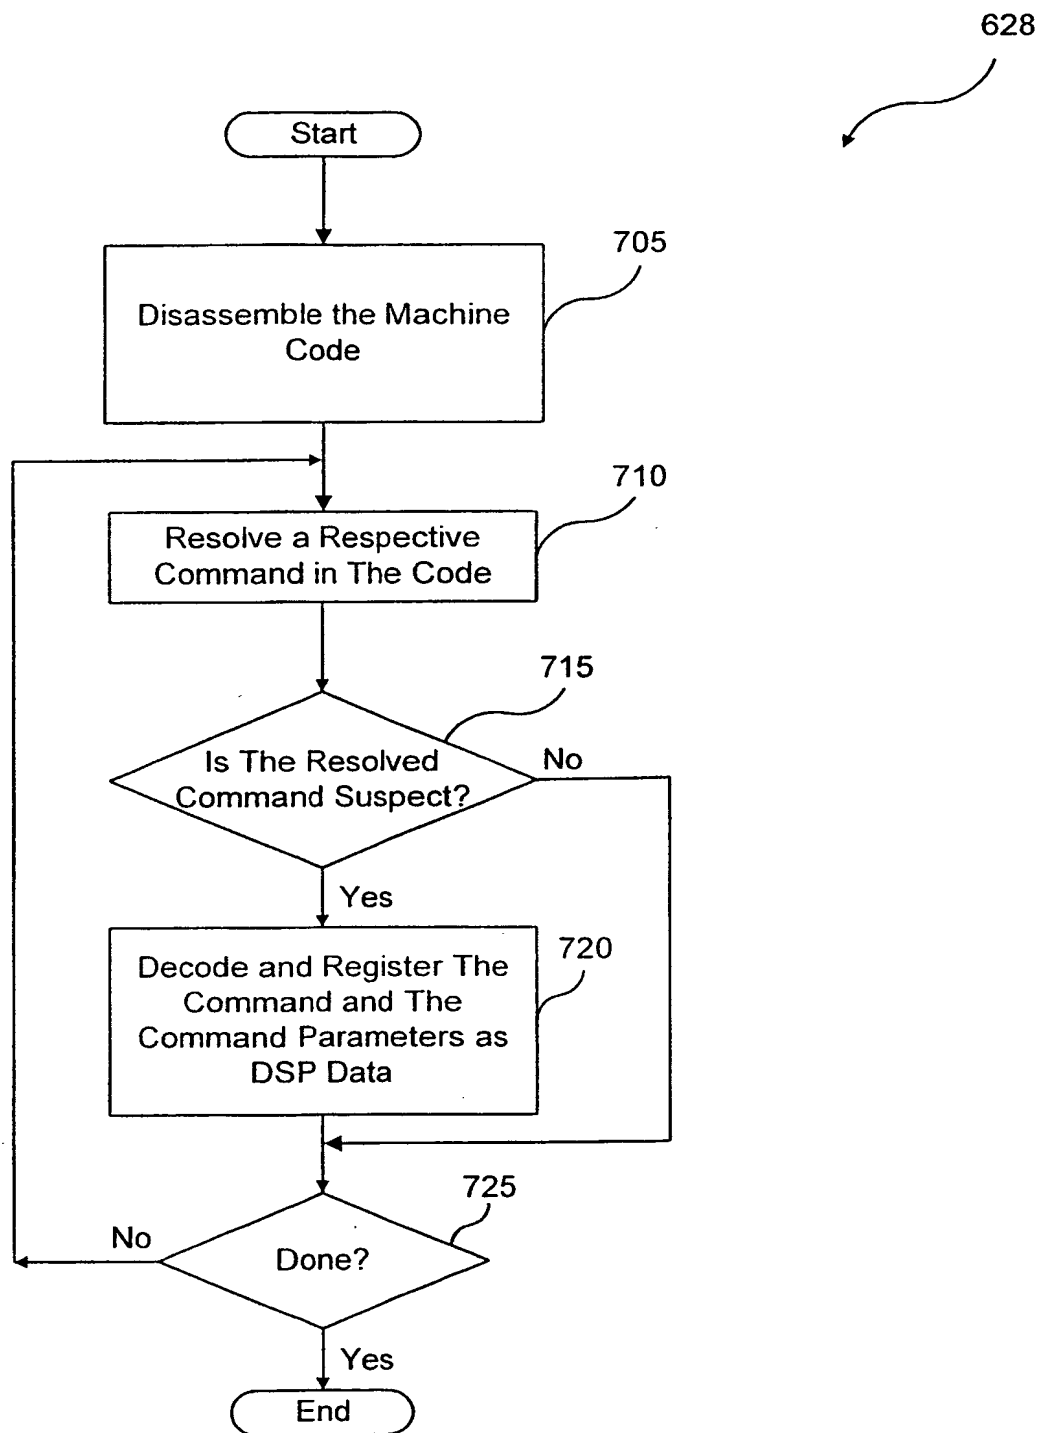 628
Start
705
Disassemble the Machine
Code
710
Resolve a Respective
Command in The Code
715
Is The Resolved
Command Suspect?
No
Yes
720
Decode and Register The
Command and The
Command Parameters as
DSP Data
725
No
Done?
Yes
End